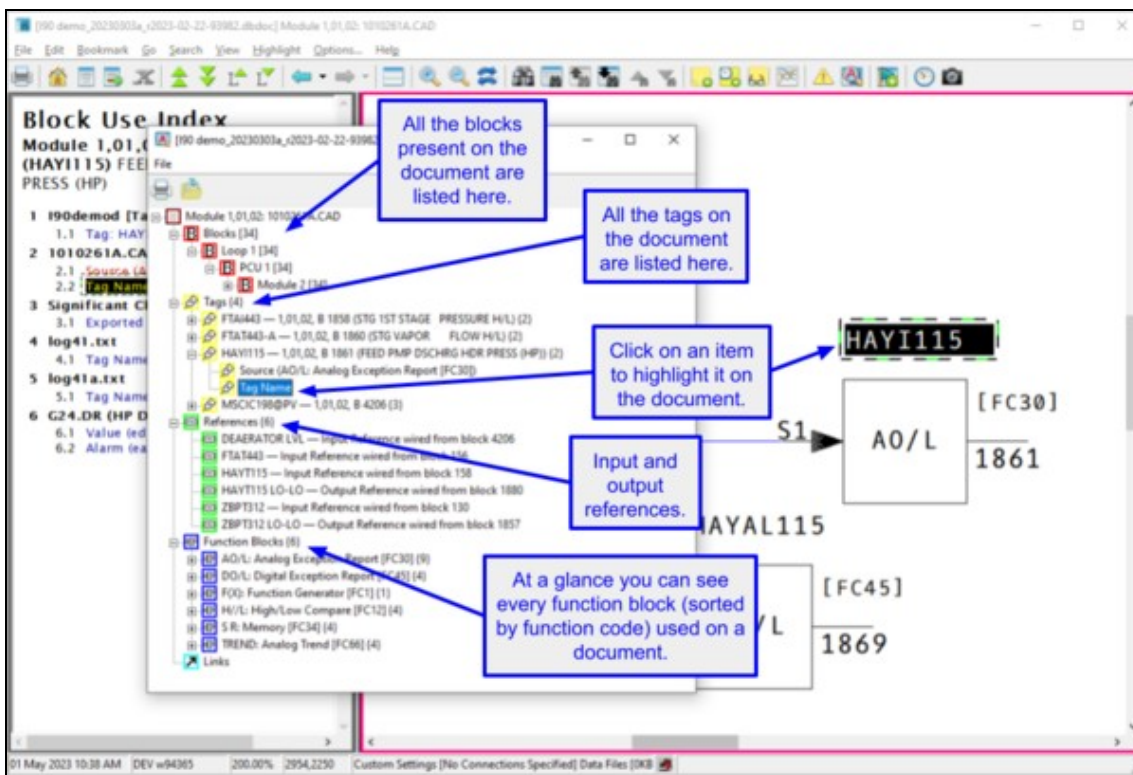 [I90 demo_20230303a_r2023-02-22-93982.dbdoc] Module 1,01,02: 1010261A.CAD
File Edit Bookmark Go Search View Highlight Options... Help
Block Use Index
Module 1,01,0
(HAYI115) FEE
PRESS (HP)
1 I90demod [Ta
1.1 Tag: HAY
2 1010261A.CA
2.1 Source (A
2.2 Tag Name
3 Significant Cl
3.1 Exported
4 log41.txt
4.1 Tag Name
5 log41a.txt
5.1 Tag Name
6 G24.DR (HP D
6.1 Value (ed
6.2 Alarm (ea
[I90 demo_20230303a_r2023-02-22-93982
File
Module 1,01,02: 1010261A.CAD
Blocks [34]
Loop 1 [34]
PCU 1 [34]
Module 2 [34]
Tags (4)
FTAI443 — 1,01,02, B 1858 (STG 1ST STAGE PRESSURE H/L) (2)
FTAT443-A — 1,01,02, B 1860 (STG VAPOR FLOW H/L) (2)
HAYI115 — 1,01,02, B 1861 (FEED PMP DSCHRG HDR PRESS (HP)) (2)
Source (AO/L: Analog Exception Report [FC30])
Tag Name
MSCIC198@PV — 1,01,02, B 4206 (3)
References (6)
DEAERATOR LVL — Input Reference wired from block 4206
FTAT443 — Input Reference wired from block 156
HAYT115 — Input Reference wired from block 158
HAYT115 LO-LO — Output Reference wired from block 1880
ZBPT312 — Input Reference wired from block 130
ZBPT312 LO-LO — Output Reference wired from block 1857
Function Blocks (6)
AO/L: Analog Exception Report [FC30] (9)
DO/L: Digital Exception Report [FC45] (4)
F(X): Function Generator [FC1] (1)
H//L: High/Low Compare [FC12] (4)
S R: Memory [FC34] (4)
TREND: Analog Trend [FC66] (4)
Links
All the blocks
present on the
document are
listed here.
All the tags on
the document
are listed here.
Click on an item
to highlight it on
the document.
Input and
output
references.
At a glance you can see
every function block (sorted
by function code) used on a
document.
HAYI115
[FC30]
S1
AO/L
1861
HAYAL115
[FC45]
/L
1869
01 May 2023 10:38 AM DEV w94365 200.00% 2954,2250 Custom Settings [No Connections Specified] Data Files [0KB